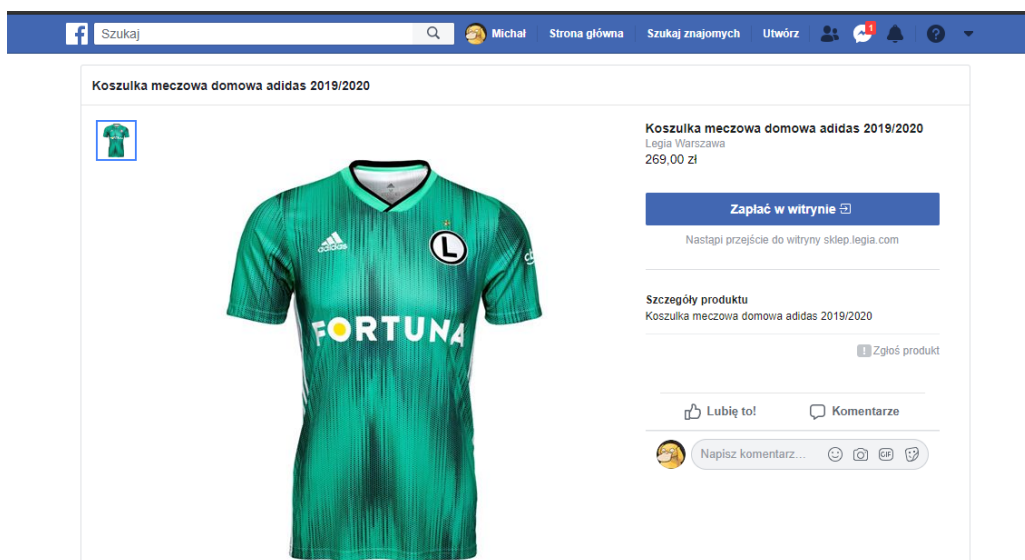 Szukaj
Michał Strona główna Szukaj znajomych Utwórz 1
Koszulka meczowa domowa adidas 2019/2020
Koszulka meczowa domowa adidas 2019/2020
Legia Warszawa
269,00 zł
Zapłać w witrynie
Nastąpi przejście do witryny sklep.legia.com
Szczegóły produktu
Koszulka meczowa domowa adidas 2019/2020
Zgłoś produkt
Lubię to! Komentarze
Napisz komentarz... GIF
adidas
L
FORTUNA